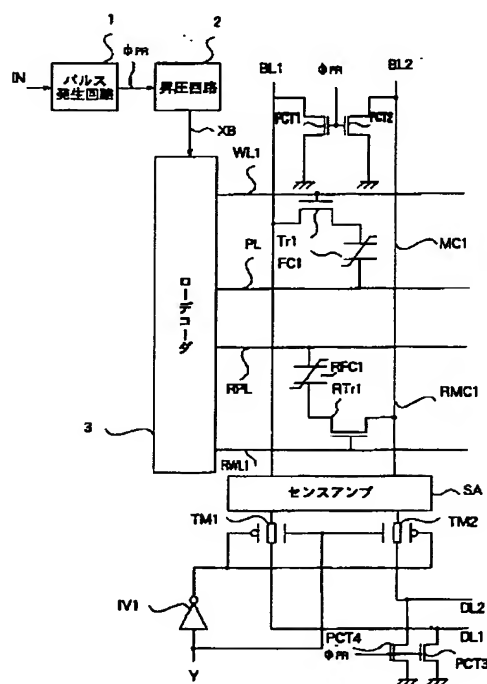 1
φPR
2
IN
パルス
発生回路
昇圧回路
BL1
φPR
BL2
PCT1
PCT2
XB
WL1
Tr1
FC1
MC1
PL
ローデコーダ
RFC1
RTr1
RPL
RMC1
3
RWL1
センスアンプ
SA
TM1
TM2
IV1
DL2
DL1
PCT4
φPR
PCT3
Y